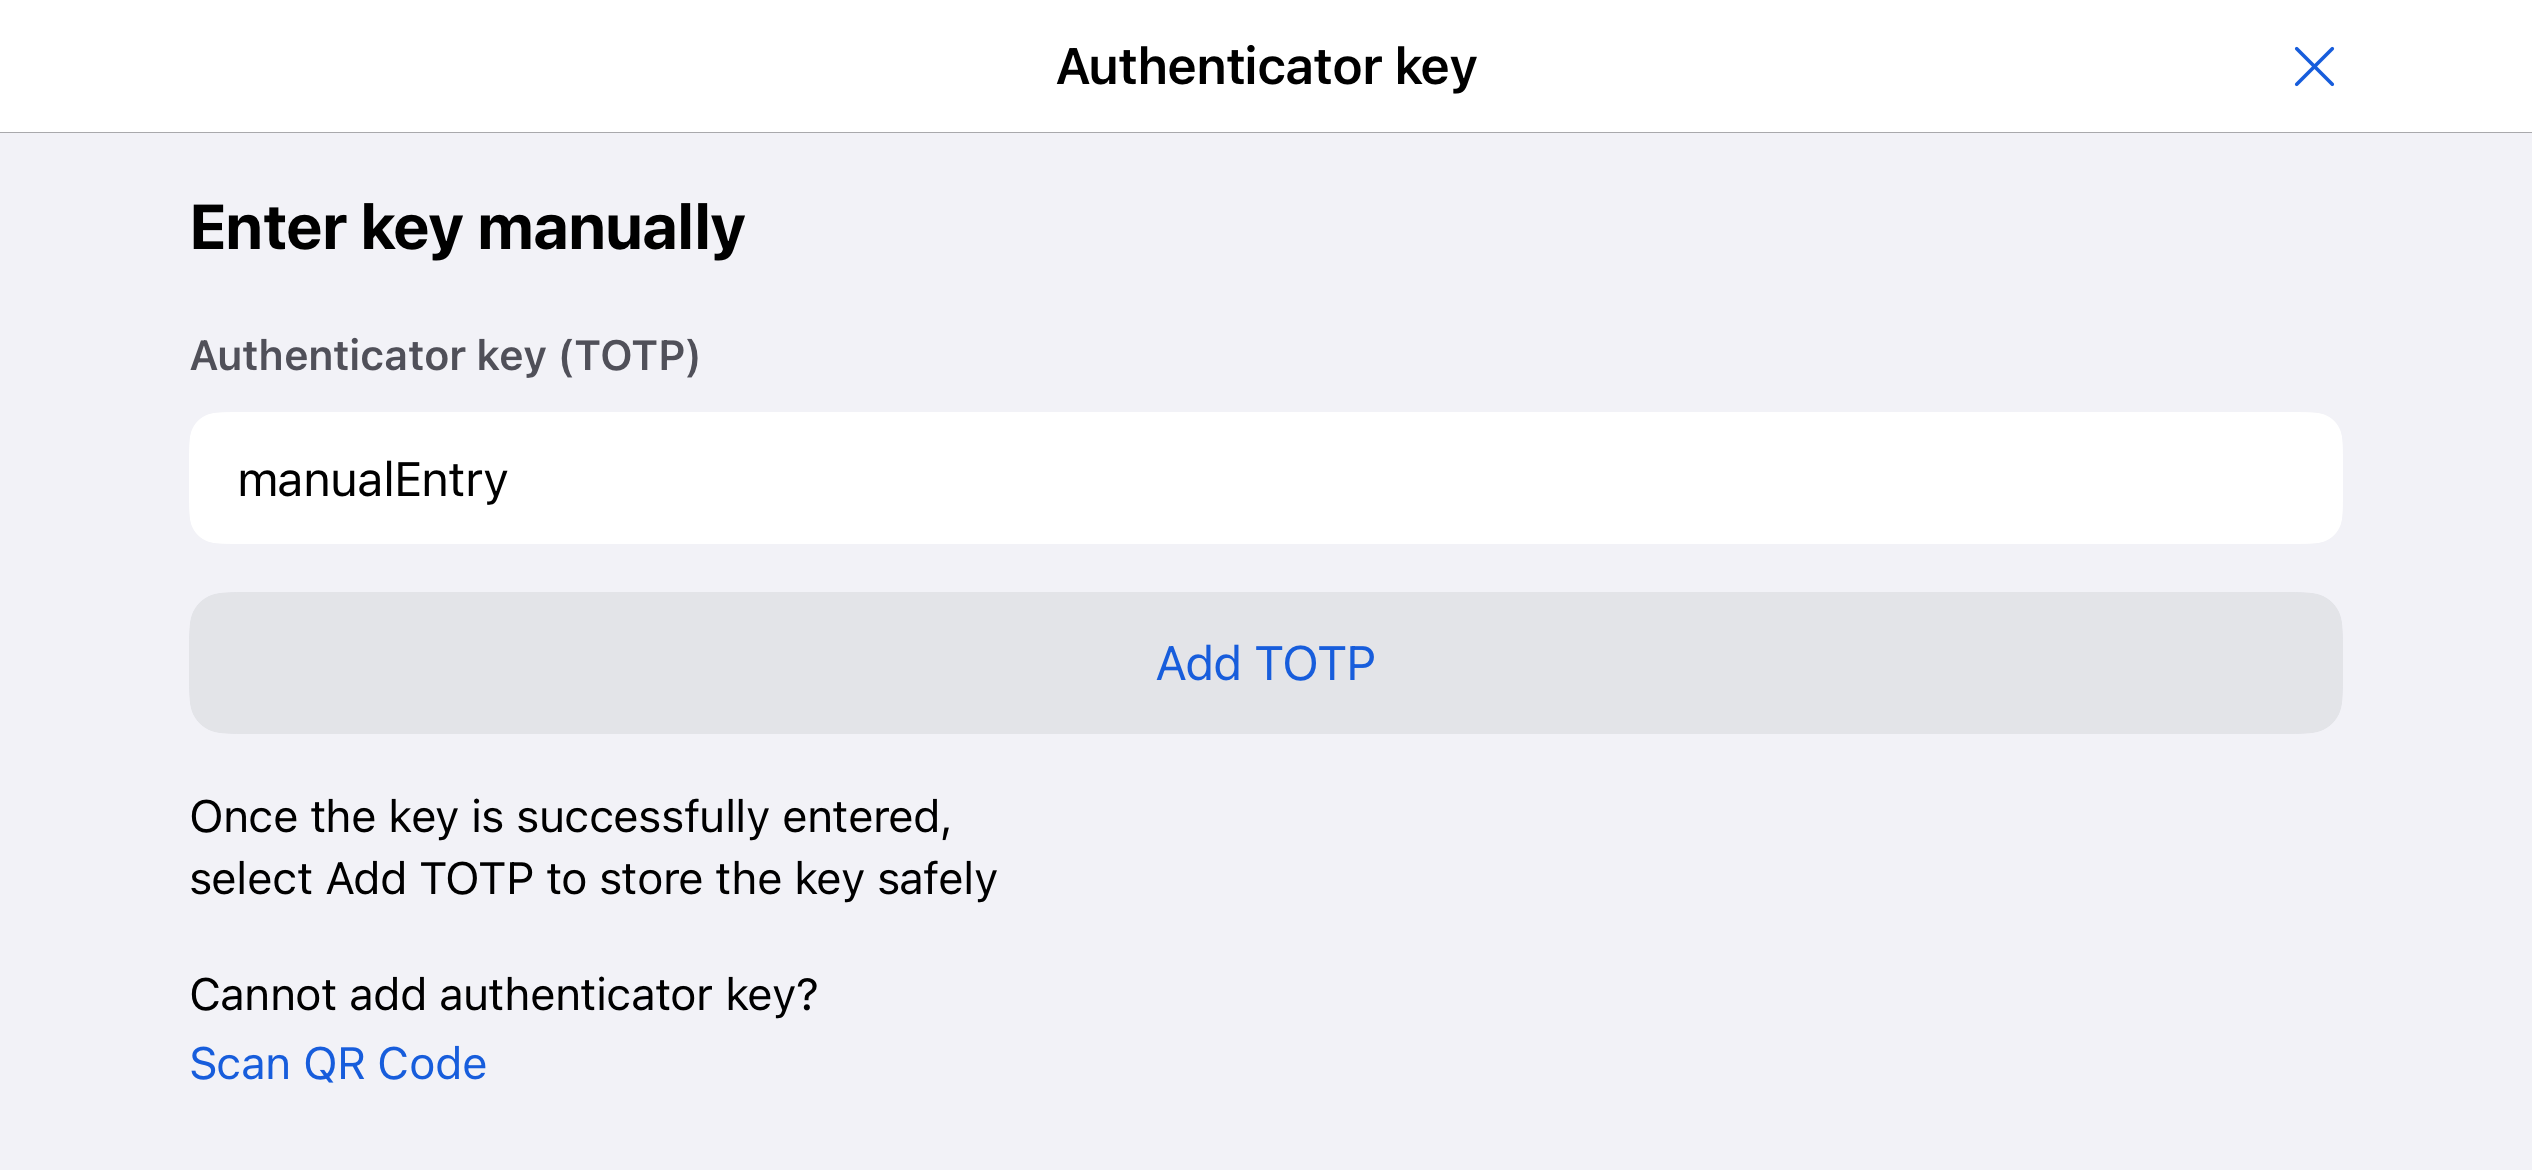 Authenticator key
Enter key manually
Authenticator key (TOTP)
manualEntry
Add TOTP
Once the key is successfully entered,
select Add TOTP to store the key safely
Cannot add authenticator key?
Scan QR Code